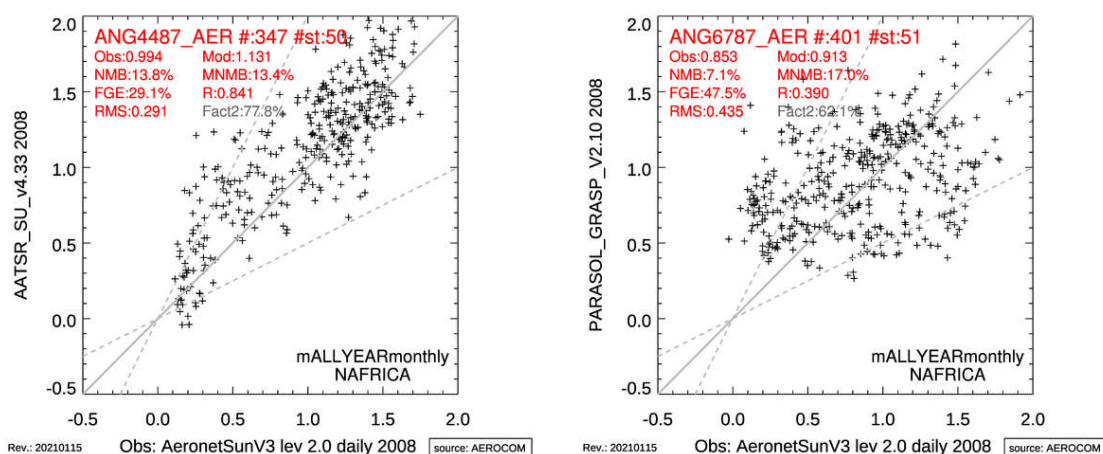 ANG4487_AER #:347 #st:50
Obs:0.994 Mod:1.131
NMB:13.8% MNMB:13.4%
FGE:29.1% R:0.841
RMS:0.291 Fact2:77.8%
2.0
1.5
1.0
0.5
0.0
-0.5
AATSR_SU_v4.33 2008
mALLYEARmonthly
NAFRICA
-0.5 0.0 0.5 1.0 1.5 2.0
Rev.: 20210115 Obs: AeronetSunV3 lev 2.0 daily 2008 source: AEROCOM
ANG6787_AER #:401 #st:51
Obs:0.853 Mod:0.913
NMB:7.1% MNMB:17.0%
FGE:47.5% R:0.390
RMS:0.435 Fact2:62.1%
2.0
1.5
1.0
0.5
0.0
-0.5
PARASOL_GRASP_V2.10 2008
mALLYEARmonthly
NAFRICA
-0.5 0.0 0.5 1.0 1.5 2.0
Rev.: 20210115 Obs: AeronetSunV3 lev 2.0 daily 2008 source: AEROCOM